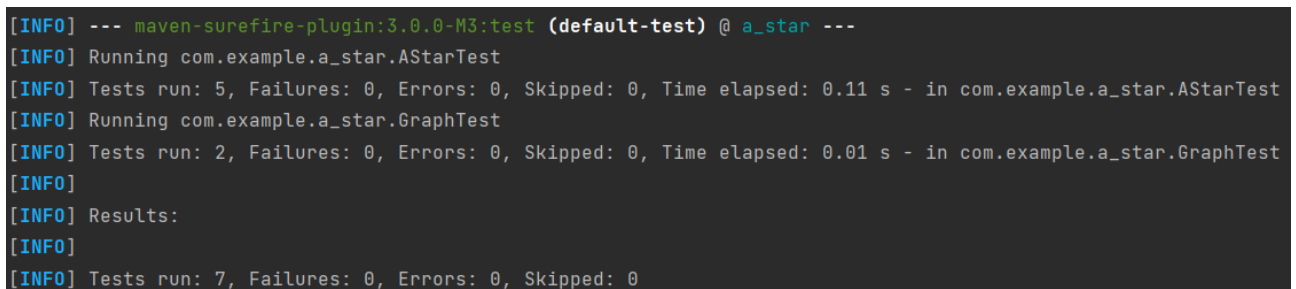 [INFO] --- maven-surefire-plugin:3.0.0-M3:test (default-test) @ a_star ---
[INFO] Running com.example.a_star.AStarTest
[INFO] Tests run: 5, Failures: 0, Errors: 0, Skipped: 0, Time elapsed: 0.11 s - in com.example.a_star.AStarTest
[INFO] Running com.example.a_star.GraphTest
[INFO] Tests run: 2, Failures: 0, Errors: 0, Skipped: 0, Time elapsed: 0.01 s - in com.example.a_star.GraphTest
[INFO]
[INFO] Results:
[INFO]
[INFO] Tests run: 7, Failures: 0, Errors: 0, Skipped: 0